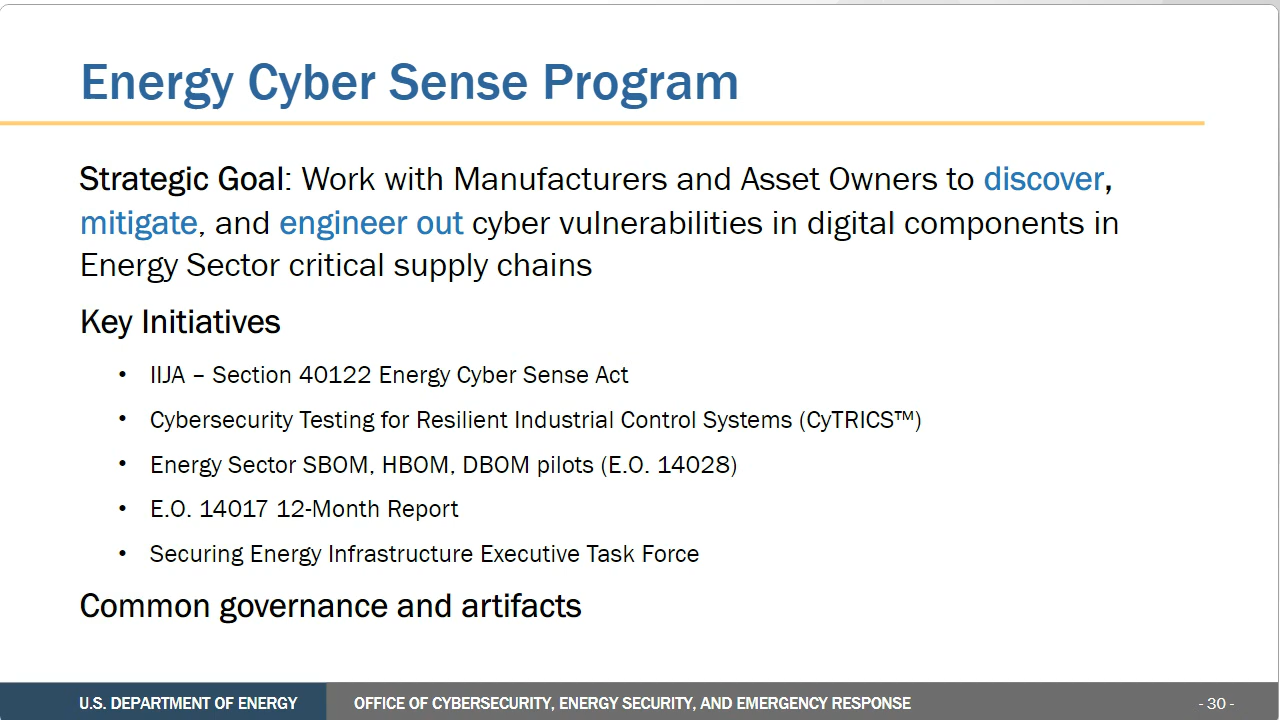 Energy Cyber Sense Program
Strategic Goal: Work with Manufacturers and Asset Owners to discover,
mitigate, and engineer out cyber vulnerabilities in digital components in
Energy Sector critical supply chains
Key Initiatives
• IIJA – Section 40122 Energy Cyber Sense Act
• Cybersecurity Testing for Resilient Industrial Control Systems (CyTRICS™)
• Energy Sector SBOM, HBOM, DBOM pilots (E.O. 14028)
• E.O. 14017 12-Month Report
• Securing Energy Infrastructure Executive Task Force
Common governance and artifacts
U.S. DEPARTMENT OF ENERGY OFFICE OF CYBERSECURITY, ENERGY SECURITY, AND EMERGENCY RESPONSE - 30 -